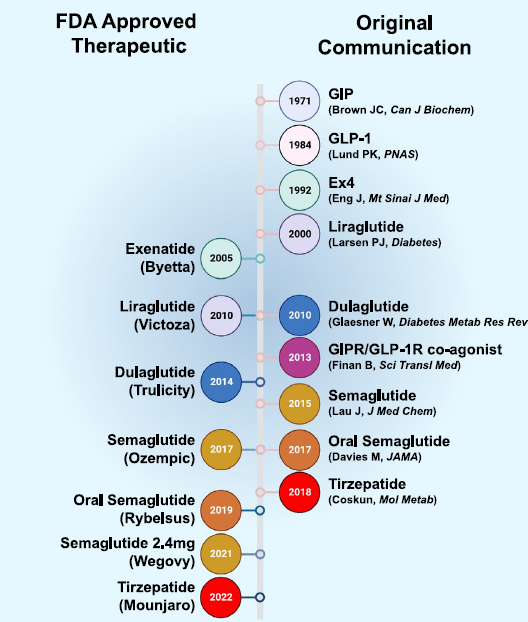 FDA Approved
Therapeutic
Original
Communication
1971
GIP
(Brown JC, Can J Biochem)
1984
GLP-1
(Lund PK, PNAS)
1992
Ex4
(Eng J, Mt Sinai J Med)
2000
Liraglutide
(Larsen PJ, Diabetes)
Exenatide
(Byetta)
2005
Liraglutide
(Victoza)
2010
2010
Dulaglutide
(Glaesner W, Diabetes Metab Res Rev
2013
GIPR/GLP-1R co-agonist
(Finan B, Sci Transl Med)
Dulaglutide
(Trulicity)
2014
2015
Semaglutide
(Lau J, J Med Chem)
Semaglutide
(Ozempic)
2017
2017
Oral Semaglutide
(Davies M, JAMA)
2018
Tirzepatide
(Coskun, Mol Metab)
Oral Semaglutide
(Rybelsus)
2019
Semaglutide 2.4mg
(Wegovy)
2021
Tirzepatide
(Mounjaro)
2022